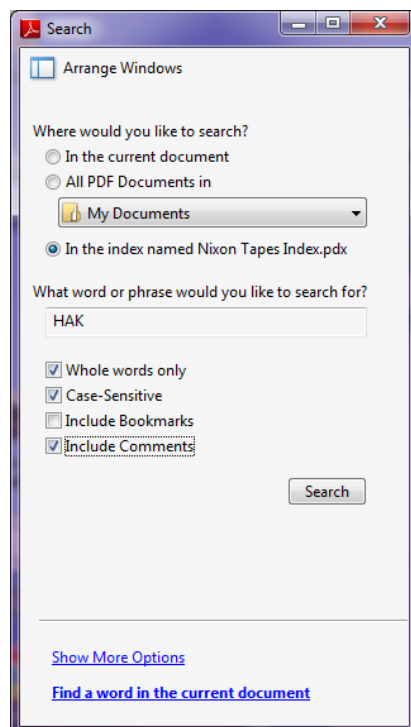 Search
Arrange Windows
Where would you like to search?
In the current document
All PDF Documents in
My Documents
In the index named Nixon Tapes Index.pdx
What word or phrase would you like to search for?
HAK
Whole words only
Case-Sensitive
Include Bookmarks
Include Comments
Search
Show More Options
Find a word in the current document